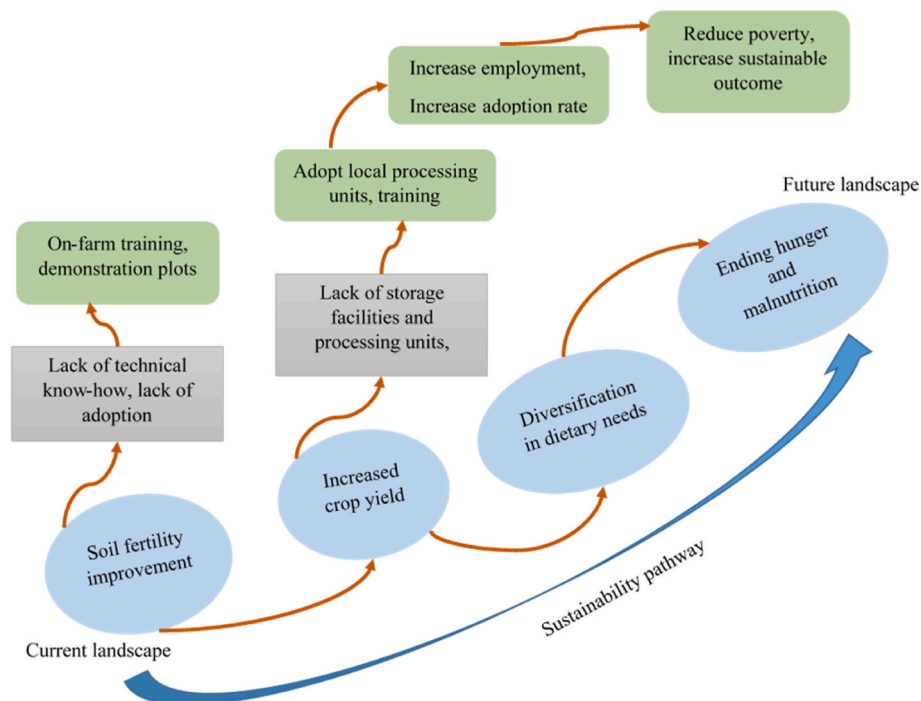 Reduce poverty,
increase sustainable
outcome
Increase employment,
Increase adoption rate
Adopt local processing
units, training
Future landscape
On-farm training,
demonstration plots
Ending hunger
and
malnutrition
Lack of storage
facilities and
processing units,
Lack of technical
know-how, lack of
adoption
Diversification
in dietary needs
Increased
crop yield
Soil fertility
improvement
Sustainability pathway
Current landscape